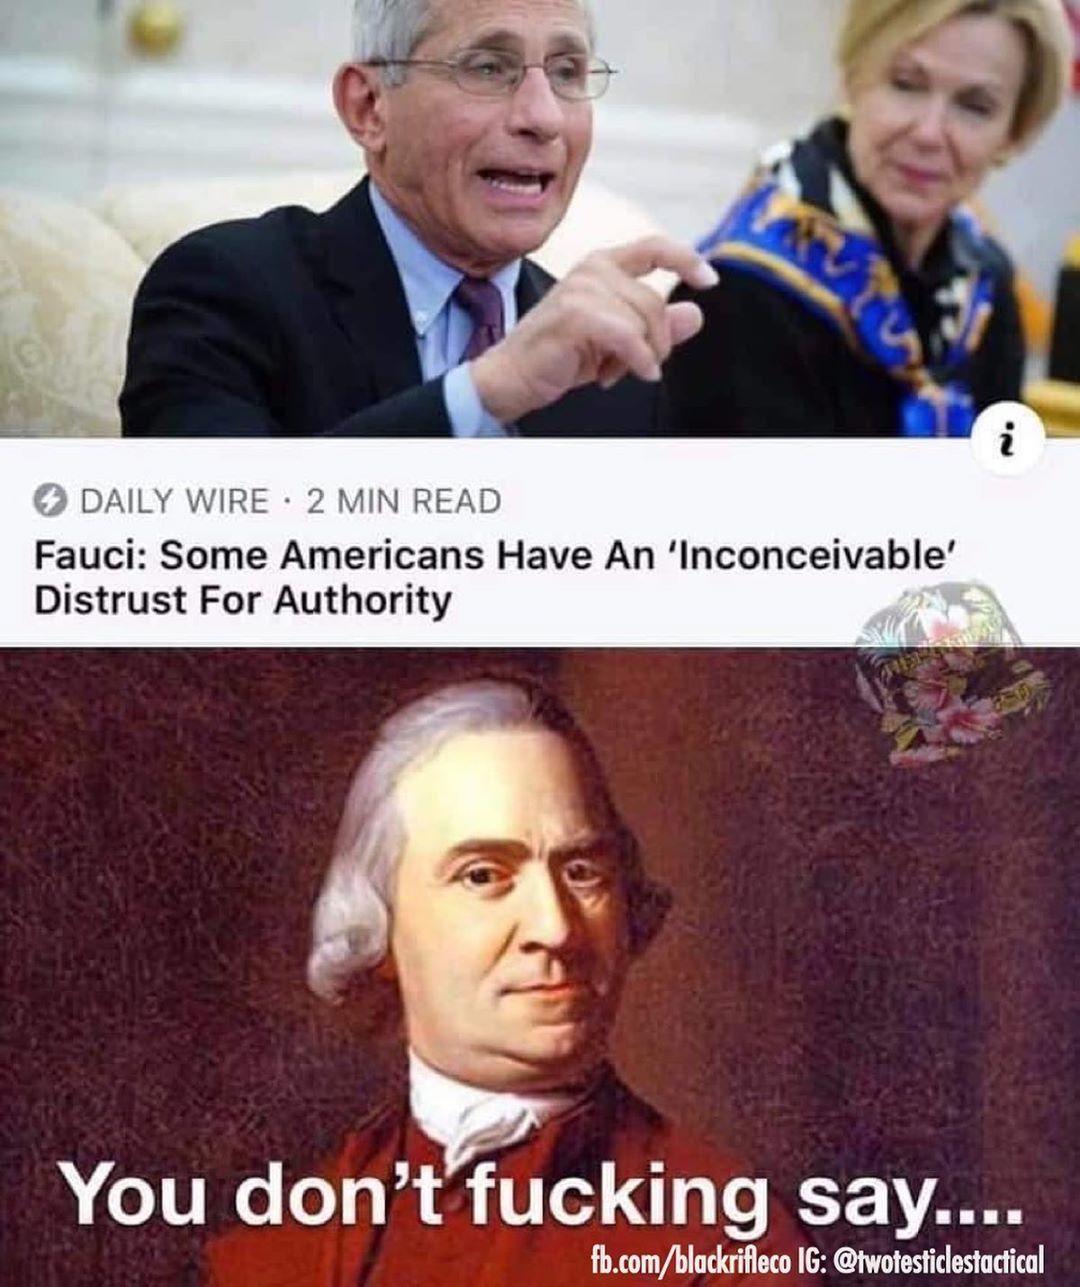 DAILY WIRE · 2 MIN READ
Fauci: Some Americans Have An 'Inconceivable'
Distrust For Authority
You don't fucking say....
fb.com/blackrifleco IG: @twotesticlestactical